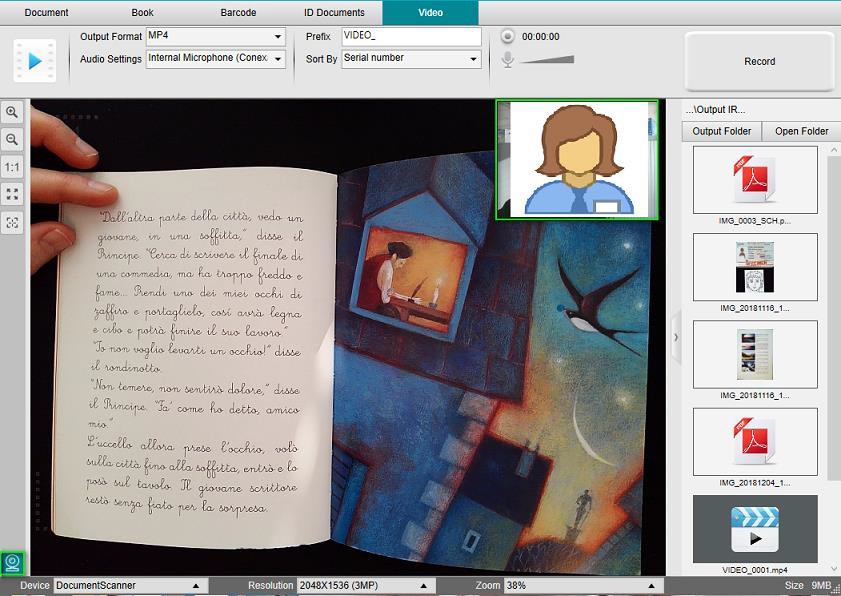 Document
Book
Barcode
ID Documents
Video
Output Format
MP4
Prefix
VIDEO_
00:00:00
Audio Settings
Internal Microphone (Conex
Sort By
Serial number
Record
1:1
...\Output IR...
Output Folder
Open Folder
"Dall'altra parte della città, vedo un
giovane, in una soffitta," disse il
Principe. "Cerca di scrivere il finale di
una commedia, ma ha troppo freddo e
fame... Prendi uno dei miei occhi di
zaffiro e portaglielo, così avrà legna
e cibo e potrà finire il suo lavoro."
"Io non voglio levarti un occhio!" disse
il rondinotto.
"Non temere, non sentirò dolore," disse
il Principe. "Fa' come ho detto, amico
mio."
L'uccello allora prese l'occhio, volò
sulla città fino alla soffitta, entrò e lo
posò sul tavolo. Il giovane scrittore
restò senza fiato per la sorpresa.
PDF
IMG_0003_SCH.p...
SPECIMEN
IMG_20181116_1...
IMG_20181116_1...
PDF
IMG_20181204_1...
VIDEO_0001.mp4
Device
DocumentScanner
Resolution
2048X1536 (3MP)
Zoom
38%
Size
9MB